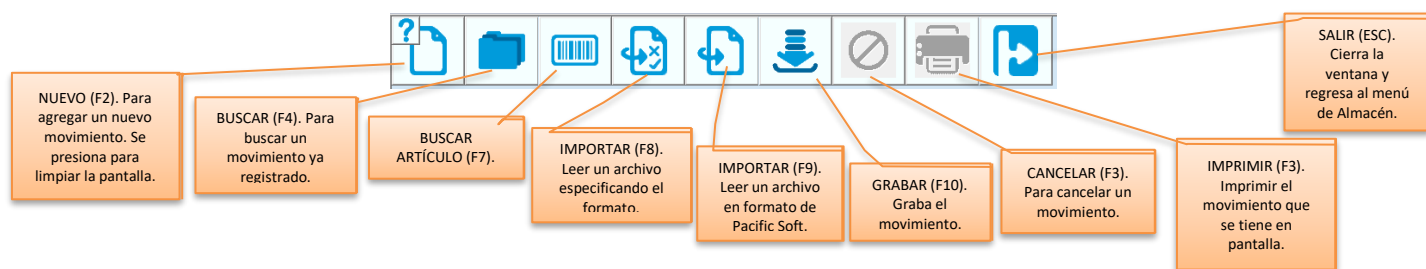 ?
NUEVO (F2). Para
agregar un nuevo
movimiento. Se
presiona para
limpiar la pantalla.
BUSCAR (F4). Para
buscar un
movimiento ya
registrado.
BUSCAR
ARTÍCULO (F7).
IMPORTAR (F8).
Leer un archivo
especificando el
formato.
IMPORTAR (F9).
Leer un archivo
en formato de
Pacific Soft.
GRABAR (F10).
Graba el
movimiento.
CANCELAR (F3).
Para cancelar un
movimiento.
IMPRIMIR (F3).
Imprimir el
movimiento que
se tiene en
pantalla.
SALIR (ESC).
Cierra la
ventana y
regresa al menú
de Almacén.